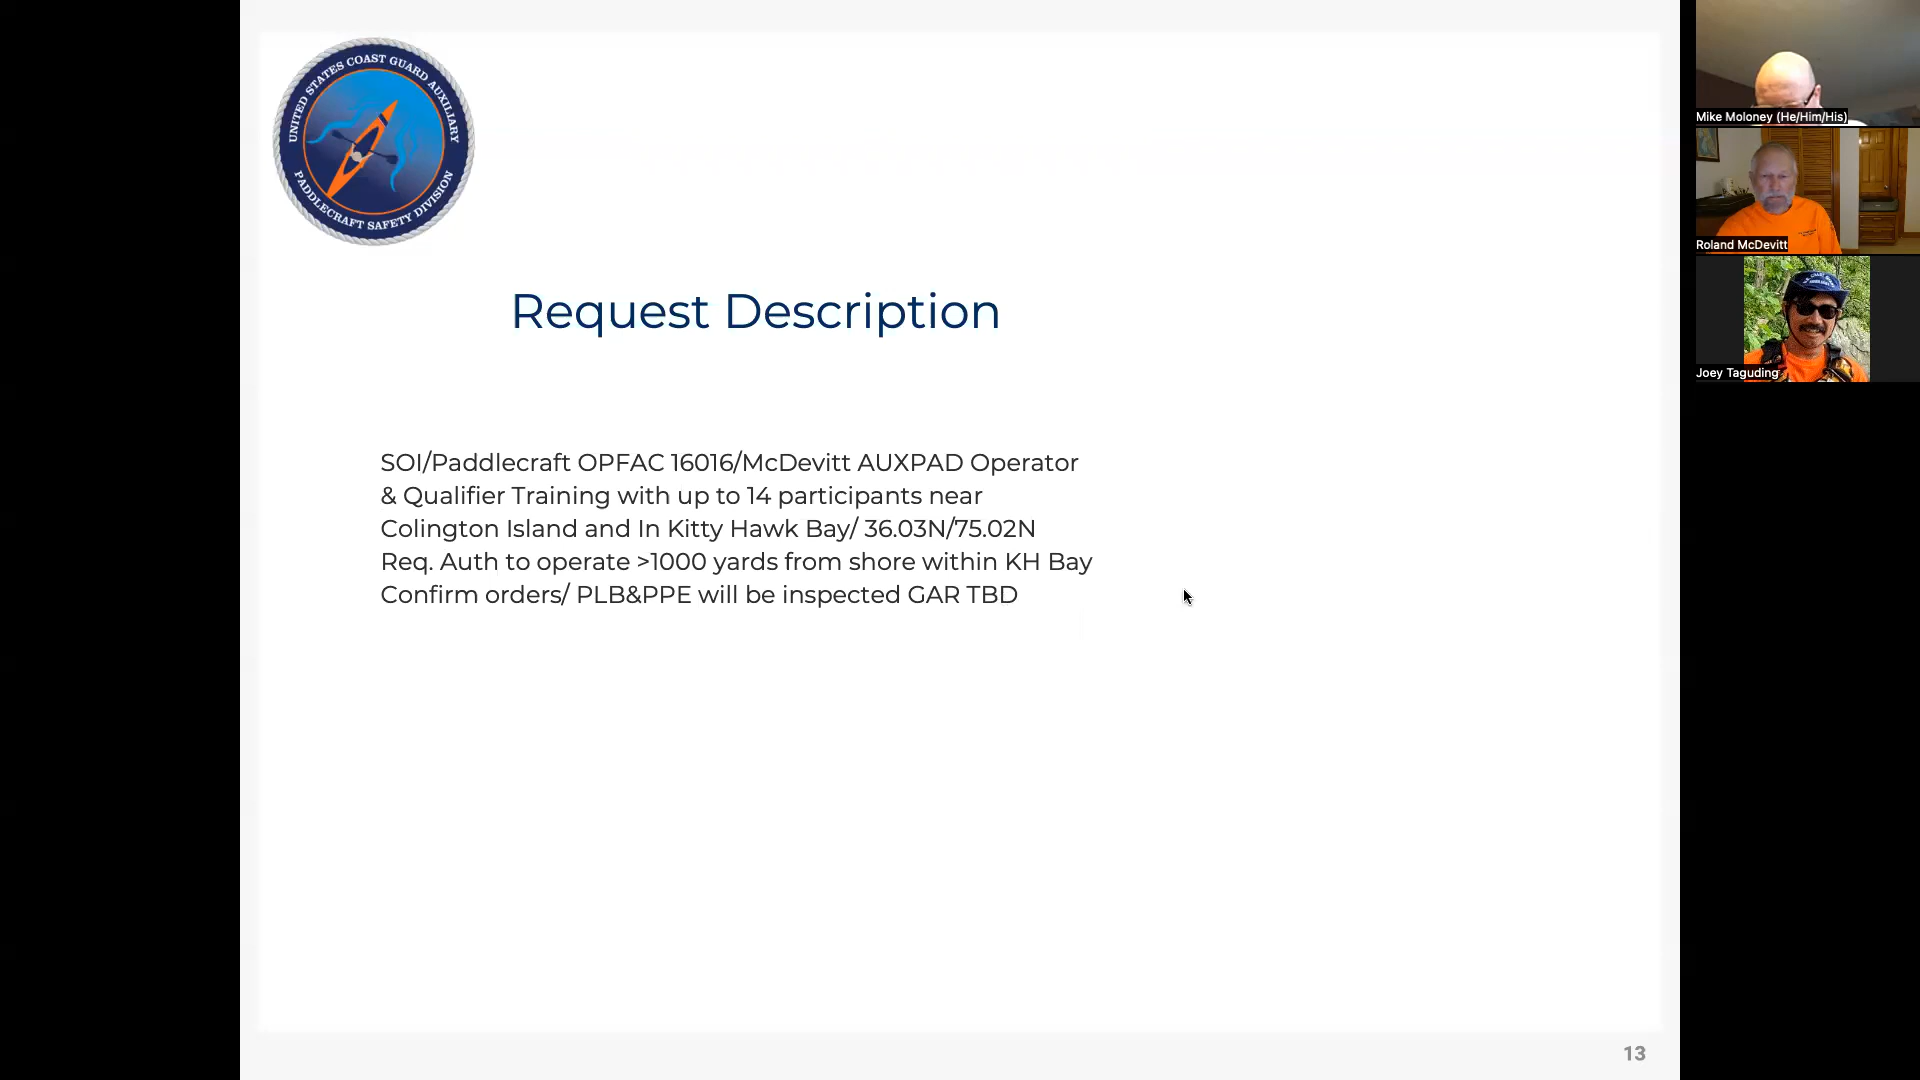 UNITED STATES COAST GUARD AUXILIARY
PADDLECRAFT SAFETY DIVISION
Request Description
SOI/Paddlecraft OPFAC 16016/McDevitt AUXPAD Operator
& Qualifier Training with up to 14 participants near
Colington Island and In Kitty Hawk Bay/ 36.03N/75.02N
Req. Auth to operate >1000 yards from shore within KH Bay
Confirm orders/ PLB&PPE will be inspected GAR TBD
13
Mike Moloney (He/Him/His)
Roland McDevitt
Joey Taguding